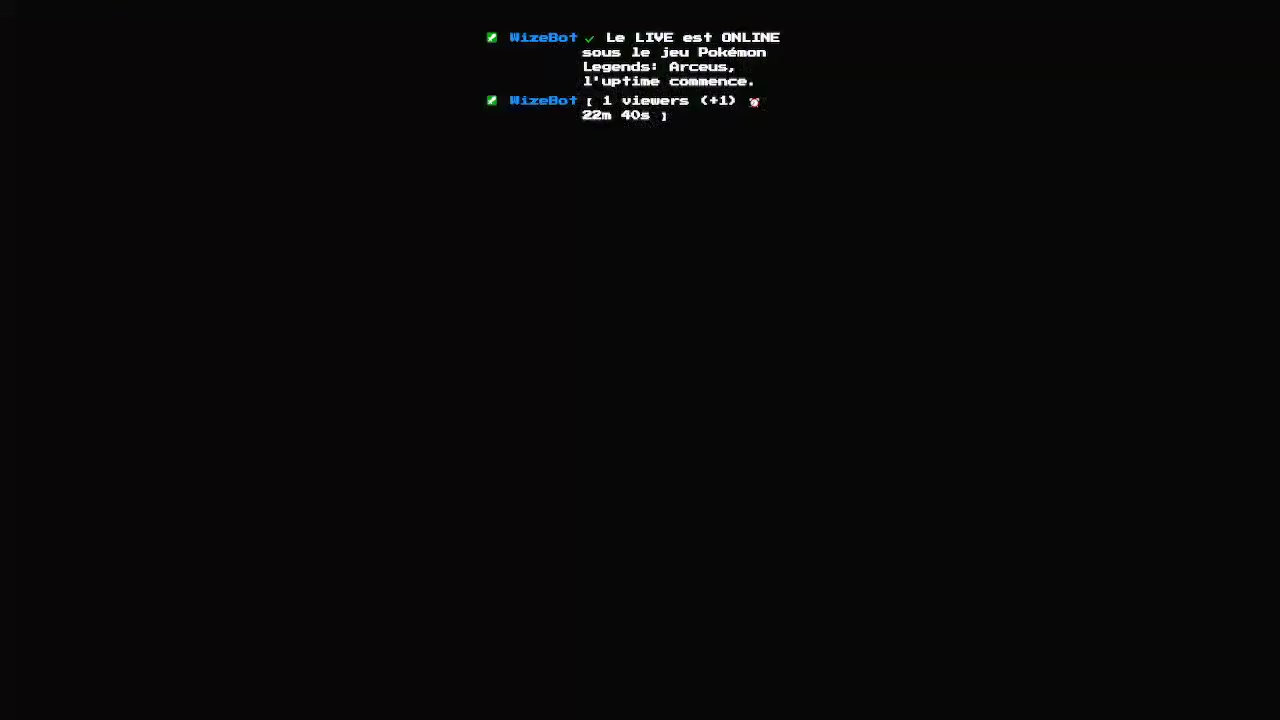 WizeBot ✓ Le LIVE est ONLINE
sous le jeu Pokémon
Legends: Arceus,
l'uptime commence.
WizeBot [ 1 viewers (+1) ⏰
22m 40s ]